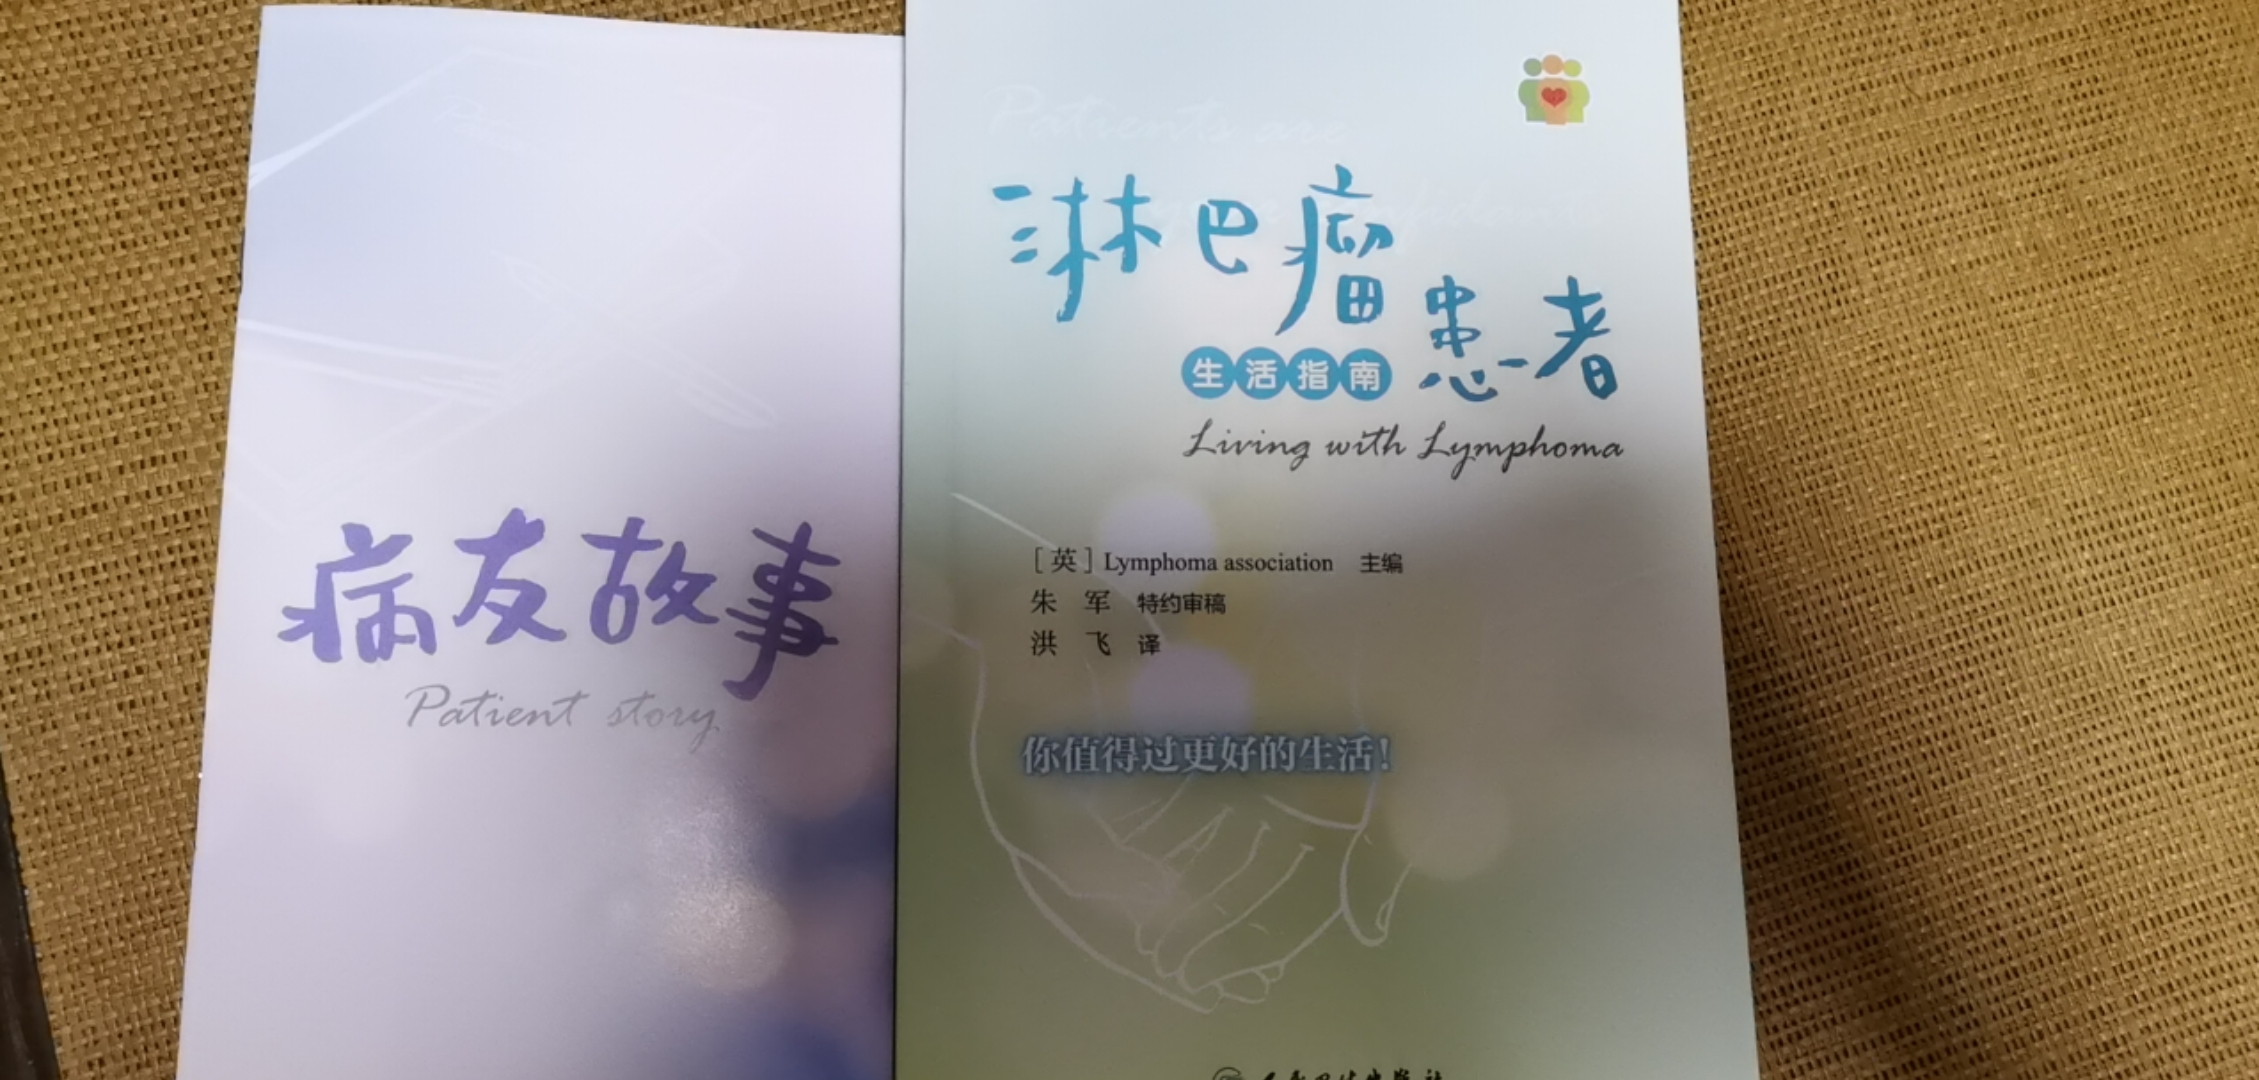 病友故事
Patient story
Patients are
淋巴瘤
患者
生活指南
Living with Lymphoma
[英] Lymphoma association 主编
朱 军 特约审稿
洪 飞 译
你值得过更好的生活!